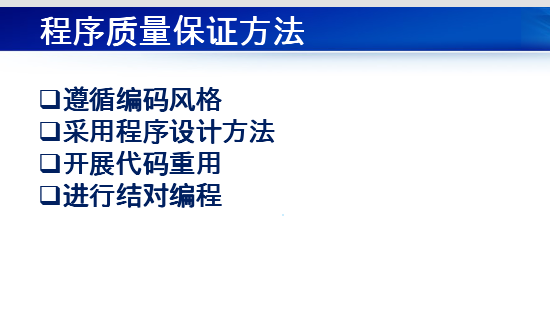 程序质量保证方法
❑遵循编码风格
❑采用程序设计方法
❑开展代码重用
❑进行结对编程